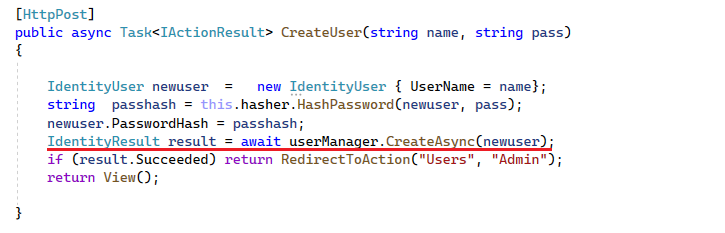 [HttpPost]
public async Task<IActionResult> CreateUser(string name, string pass)
{
IdentityUser newuser  =   new IdentityUser { UserName = name};
string  passhash = this.hasher.HashPassword(newuser, pass);
newuser.PasswordHash = passhash;
IdentityResult result = await userManager.CreateAsync(newuser);
if (result.Succeeded) return RedirectToAction("Users", "Admin");
return View();
}